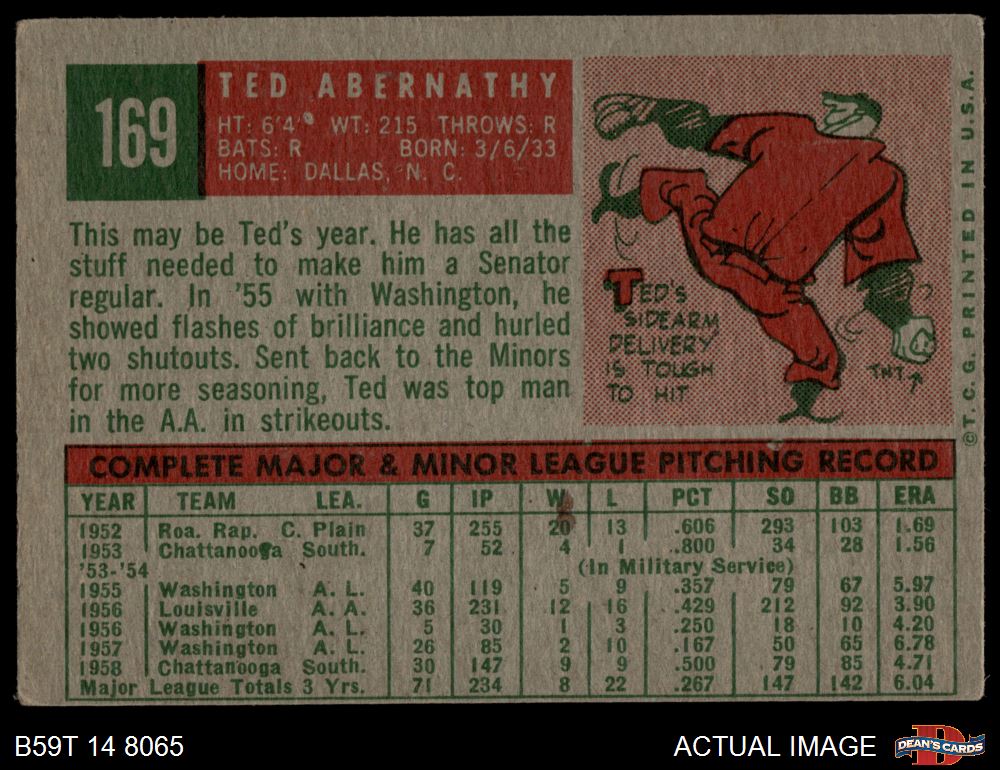 169
TED ABERNATHY
HT: 6'4" WT: 215 THROWS: R
BATS: R BORN: 3/6/33
HOME: DALLAS, N. C.
This may be Ted's year. He has all the
stuff needed to make him a Senator
regular. In '55 with Washington, he
showed flashes of brilliance and hurled
two shutouts. Sent back to the Minors
for more seasoning, Ted was top man
in the A.A. in strikeouts.
TED'S
SIDEARM
DELIVERY
IS TOUGH
TO HIT
TNT
©T. C. G. PRINTED IN U.S.A.
COMPLETE MAJOR & MINOR LEAGUE PITCHING RECORD
YEAR TEAM LEA. G IP W L PCT SO BB ERA
1952 Roa. Rap. C. Plain 37 255 20 13 .606 293 103 1.69
1953 Chattanooga South. 7 52 4 1 .800 34 28 1.56
'53-'54 (In Military Service)
1955 Washington A. L. 40 119 5 9 .357 79 67 5.97
1956 Louisville A. A. 36 231 12 16 .429 212 92 3.90
1956 Washington A. L. 5 30 1 3 .250 18 10 4.20
1957 Washington A. L. 26 85 2 10 .167 50 65 6.78
1958 Chattanooga South. 30 147 9 9 .500 79 85 4.71
Major League Totals 3 Yrs. 71 234 8 22 .267 147 142 6.04
B59T 14 8065
ACTUAL IMAGE
DEAN'S CARDS